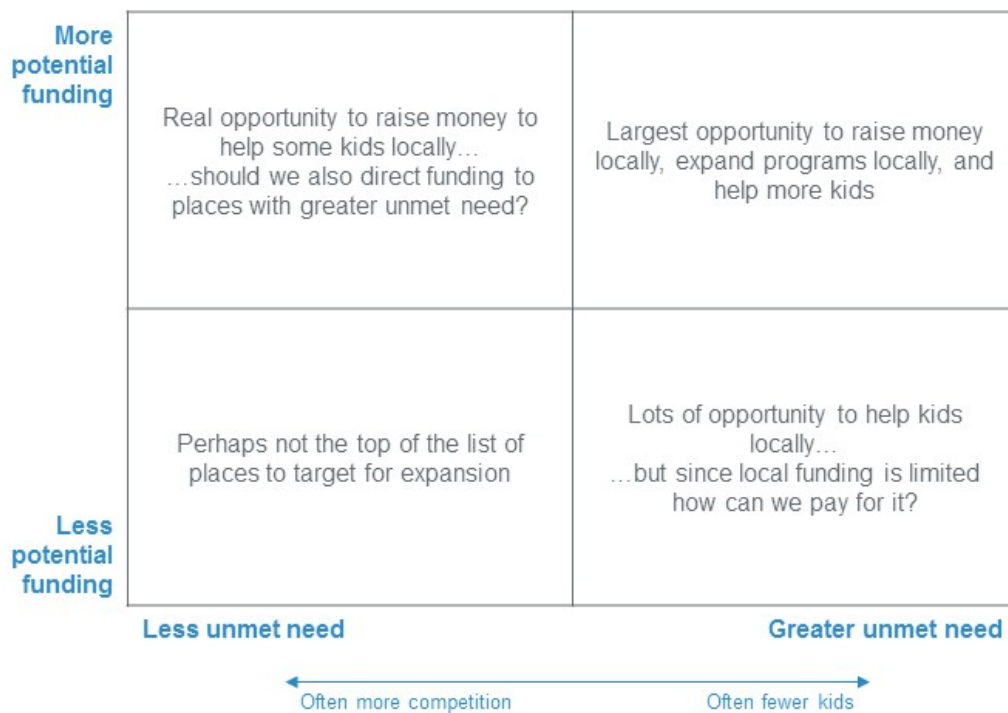 More
potential
funding
Real opportunity to raise money to
help some kids locally…
…should we also direct funding to
places with greater unmet need?
Largest opportunity to raise money
locally, expand programs locally, and
help more kids
Perhaps not the top of the list of
places to target for expansion
Lots of opportunity to help kids
locally…
…but since local funding is limited
how can we pay for it?
Less
potential
funding
Less unmet need
Greater unmet need
Often more competition
Often fewer kids